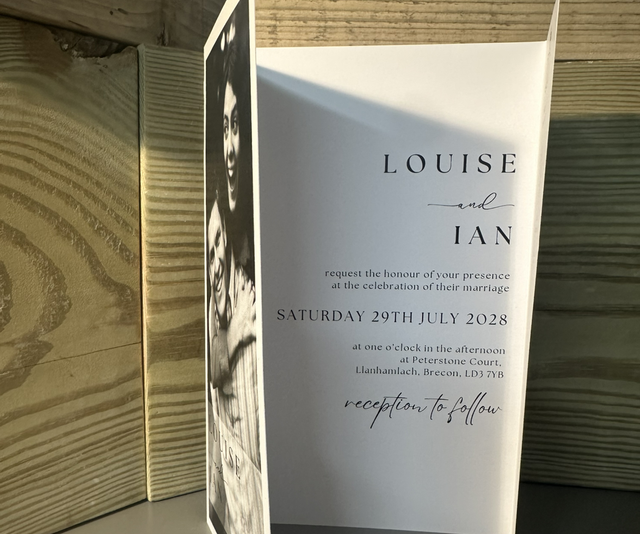 LOUISE
and
IAN
request the honour of your presence
at the celebration of their marriage
SATURDAY 29TH JULY 2028
at one o'clock in the afternoon
at Peterstone Court,
Llanhamlach, Brecon, LD3 7YB
reception to follow